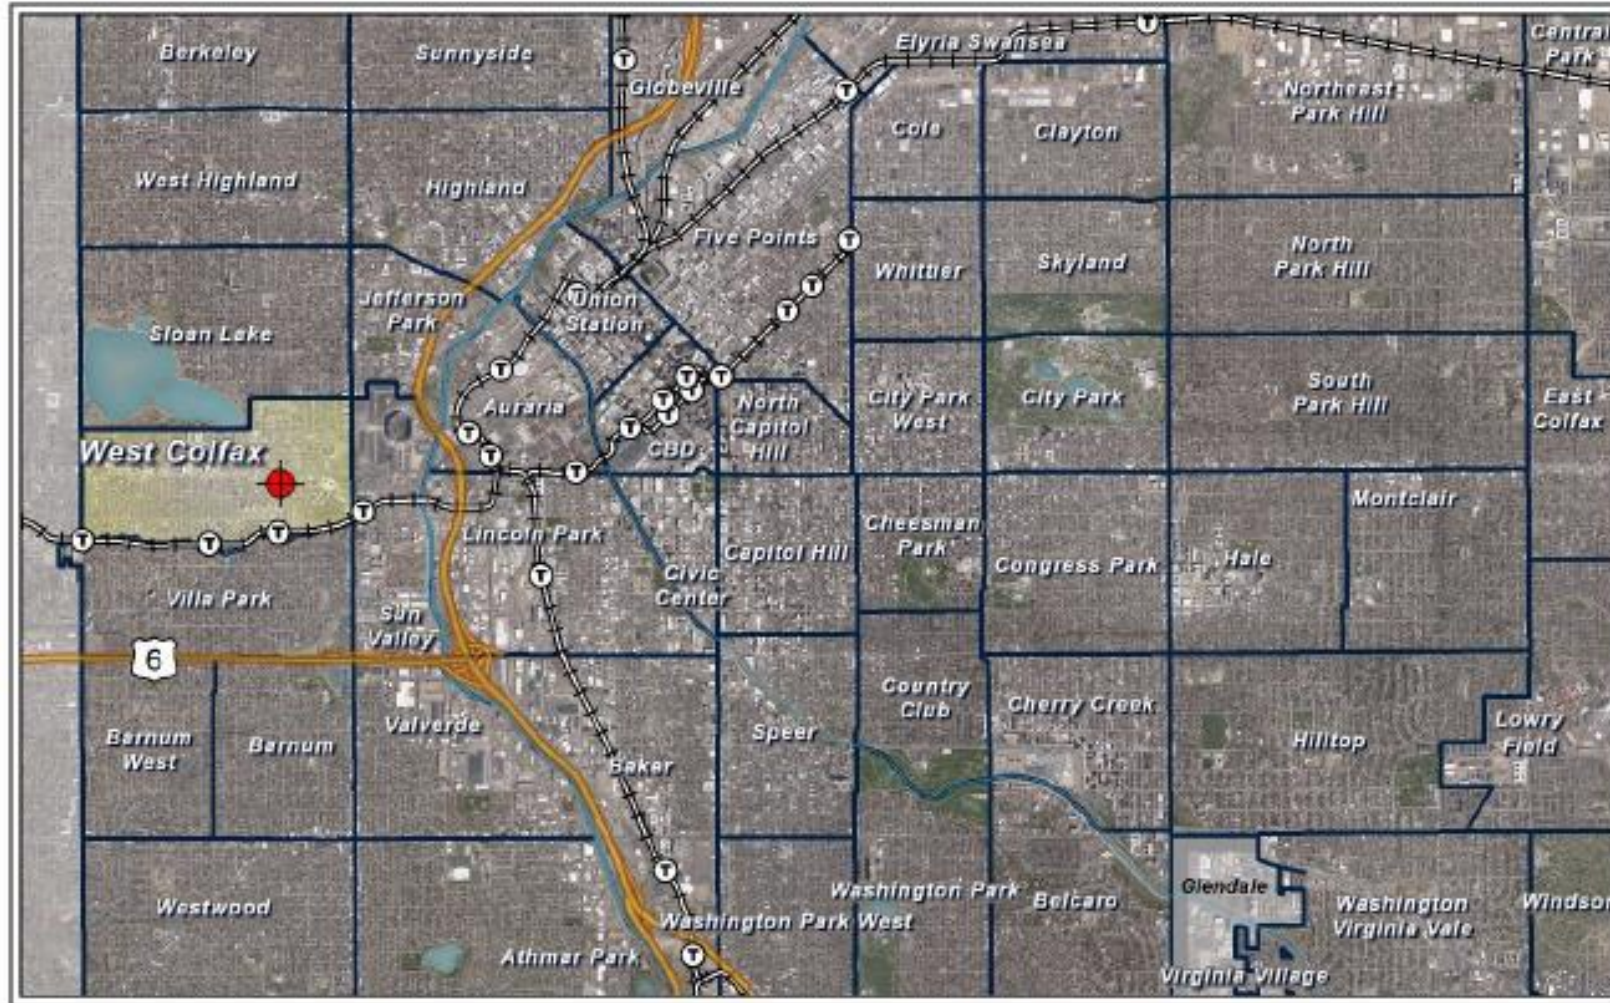 Berkeley
Sunnyside
T
Globeville
Elyria Swansea
T
Central
Park
T
Cole
Clayton
Northeast
Park Hill
West Highland
Highland
Five Points
T
Whittier
Skyland
North
Park Hill
Sloan Lake
Jefferson
Park
T
Union
Station
T
T
T
Auraria
T
T
T
T
T
T
T
T
T
CBD
North
Capitol
Hill
City Park
West
City Park
South
Park Hill
East
Colfax
West Colfax
T
T
T
T
Lincoln Park
T
Civic
Center
Capitol Hill
Cheesman
Park
Congress Park
Hale
Montclair
Villa Park
Sun
Valley
6
Barnum
West
Barnum
Valverde
Baker
Speer
Country
Club
Cherry Creek
Hilltop
Lowry
Field
Westwood
Athmar Park
T
T
Washington Park West
Washington Park
Belcaro
Glendale
Washington
Virginia Vale
Windsor
Virginia Village